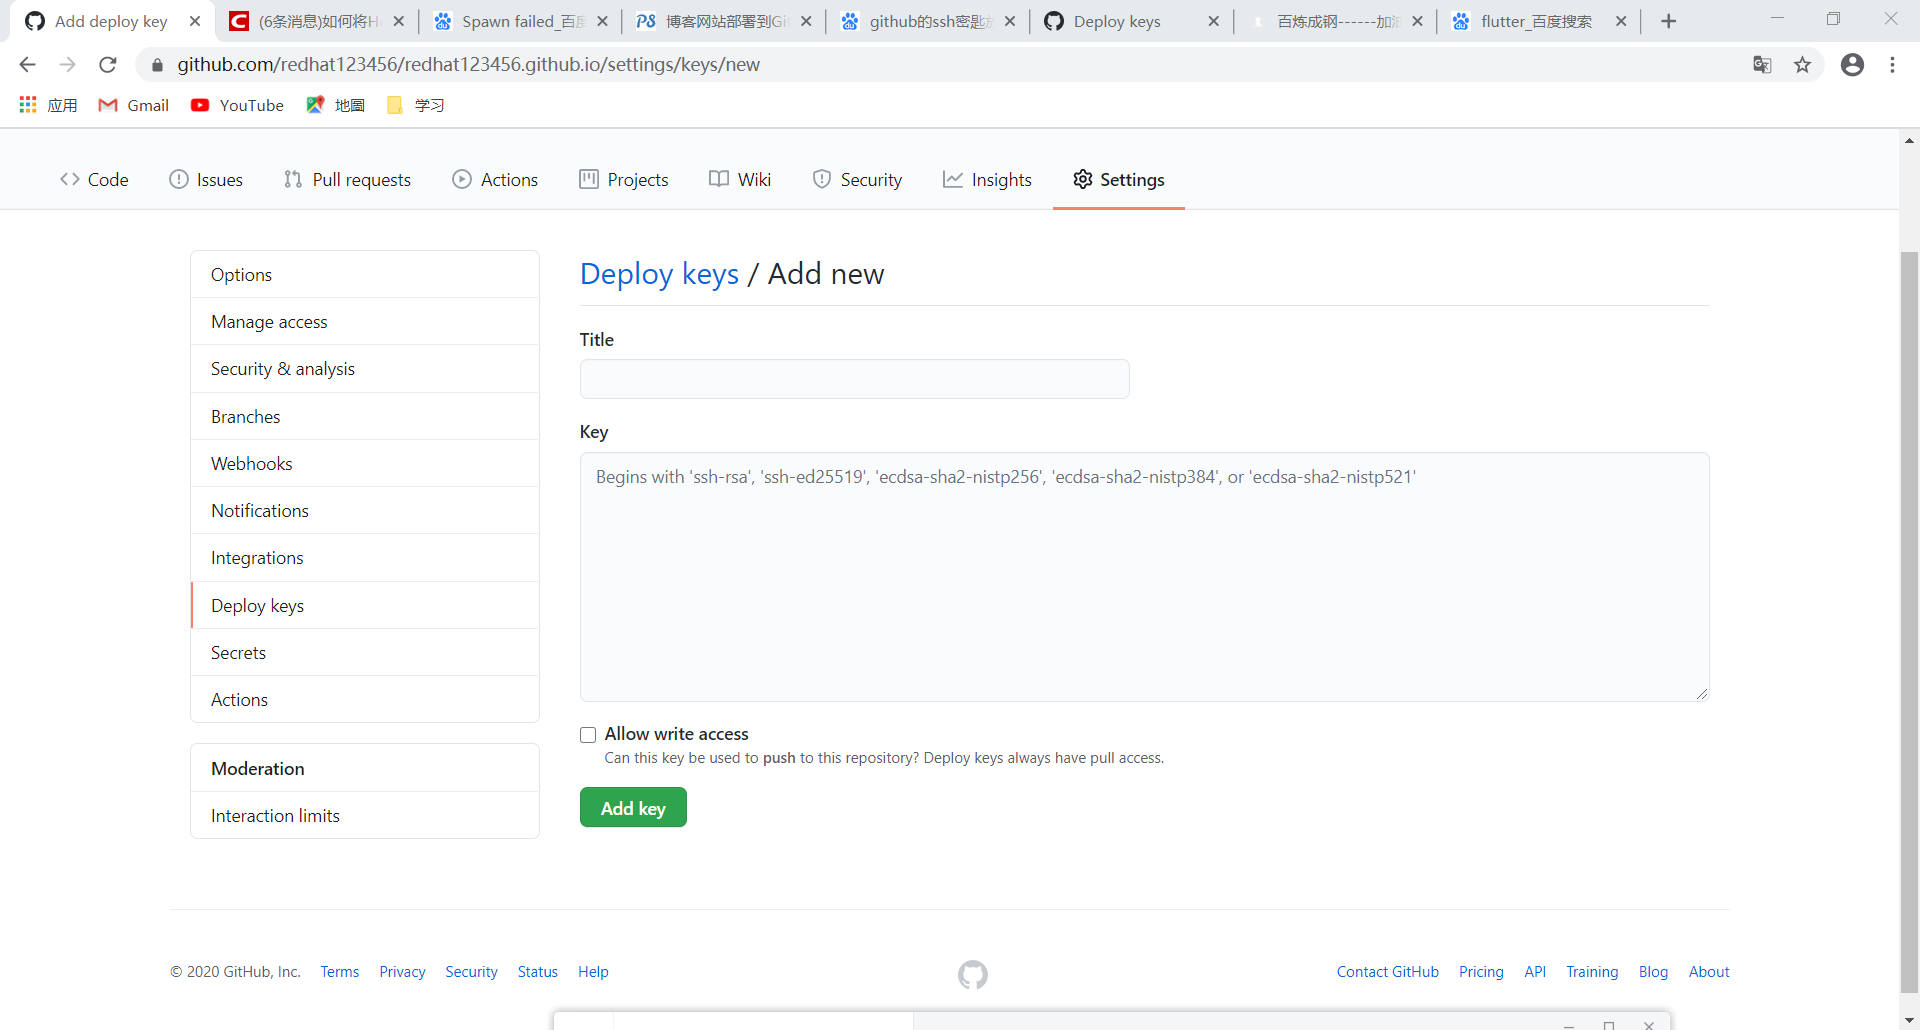 Add deploy key
(6条消息)如何将He
Spawn failed_百度
博客网站部署到Git
github的ssh密匙放
Deploy keys
百炼成钢------加油
flutter_百度搜索
github.com/redhat123456/redhat123456.github.io/settings/keys/new
应用 Gmail YouTube 地圖 学习
Code Issues Pull requests Actions Projects Wiki Security Insights Settings
Options
Manage access
Security & analysis
Branches
Webhooks
Notifications
Integrations
Deploy keys
Secrets
Actions
Moderation
Interaction limits
Deploy keys / Add new
Title
Key
Begins with 'ssh-rsa', 'ssh-ed25519', 'ecdsa-sha2-nistp256', 'ecdsa-sha2-nistp384', or 'ecdsa-sha2-nistp521'
Allow write access
Can this key be used to push to this repository? Deploy keys always have pull access.
Add key
© 2020 GitHub, Inc. Terms Privacy Security Status Help
Contact GitHub Pricing API Training Blog About